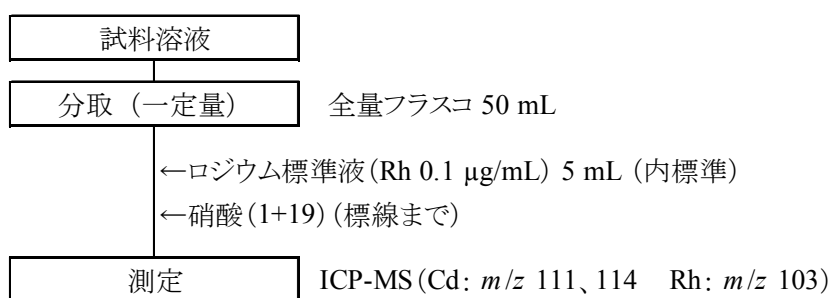 試料溶液
分取（一定量） 全量フラスコ 50 mL
←ロジウム標準液（Rh 0.1 µg/mL） 5 mL （内標準）
←硝酸（1+19）（標線まで）
測定 ICP-MS（Cd: m/z 111、114 Rh: m/z 103）